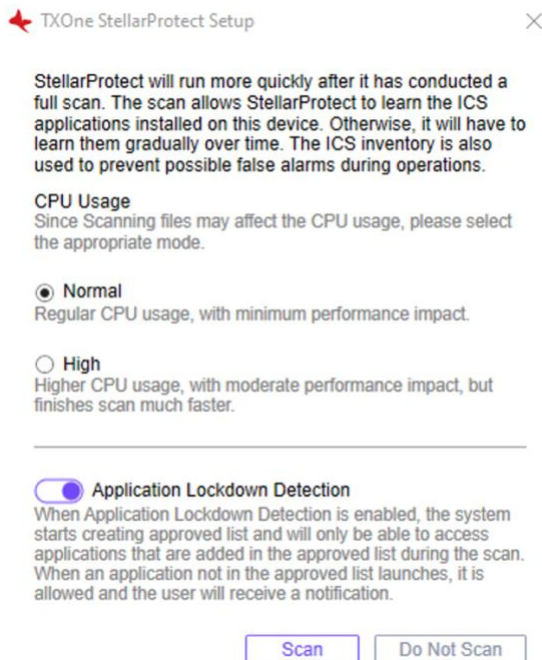 TXOne StellarProtect Setup
StellarProtect will run more quickly after it has conducted a
full scan. The scan allows StellarProtect to learn the ICS
applications installed on this device. Otherwise, it will have to
learn them gradually over time. The ICS inventory is also
used to prevent possible false alarms during operations.
CPU Usage
Since Scanning files may affect the CPU usage, please select
the appropriate mode.
Normal
Regular CPU usage, with minimum performance impact.
High
Higher CPU usage, with moderate performance impact, but
finishes scan much faster.
Application Lockdown Detection
When Application Lockdown Detection is enabled, the system
starts creating approved list and will only be able to access
applications that are added in the approved list during the scan.
When an application not in the approved list launches, it is
allowed and the user will receive a notification.
Scan Do Not Scan